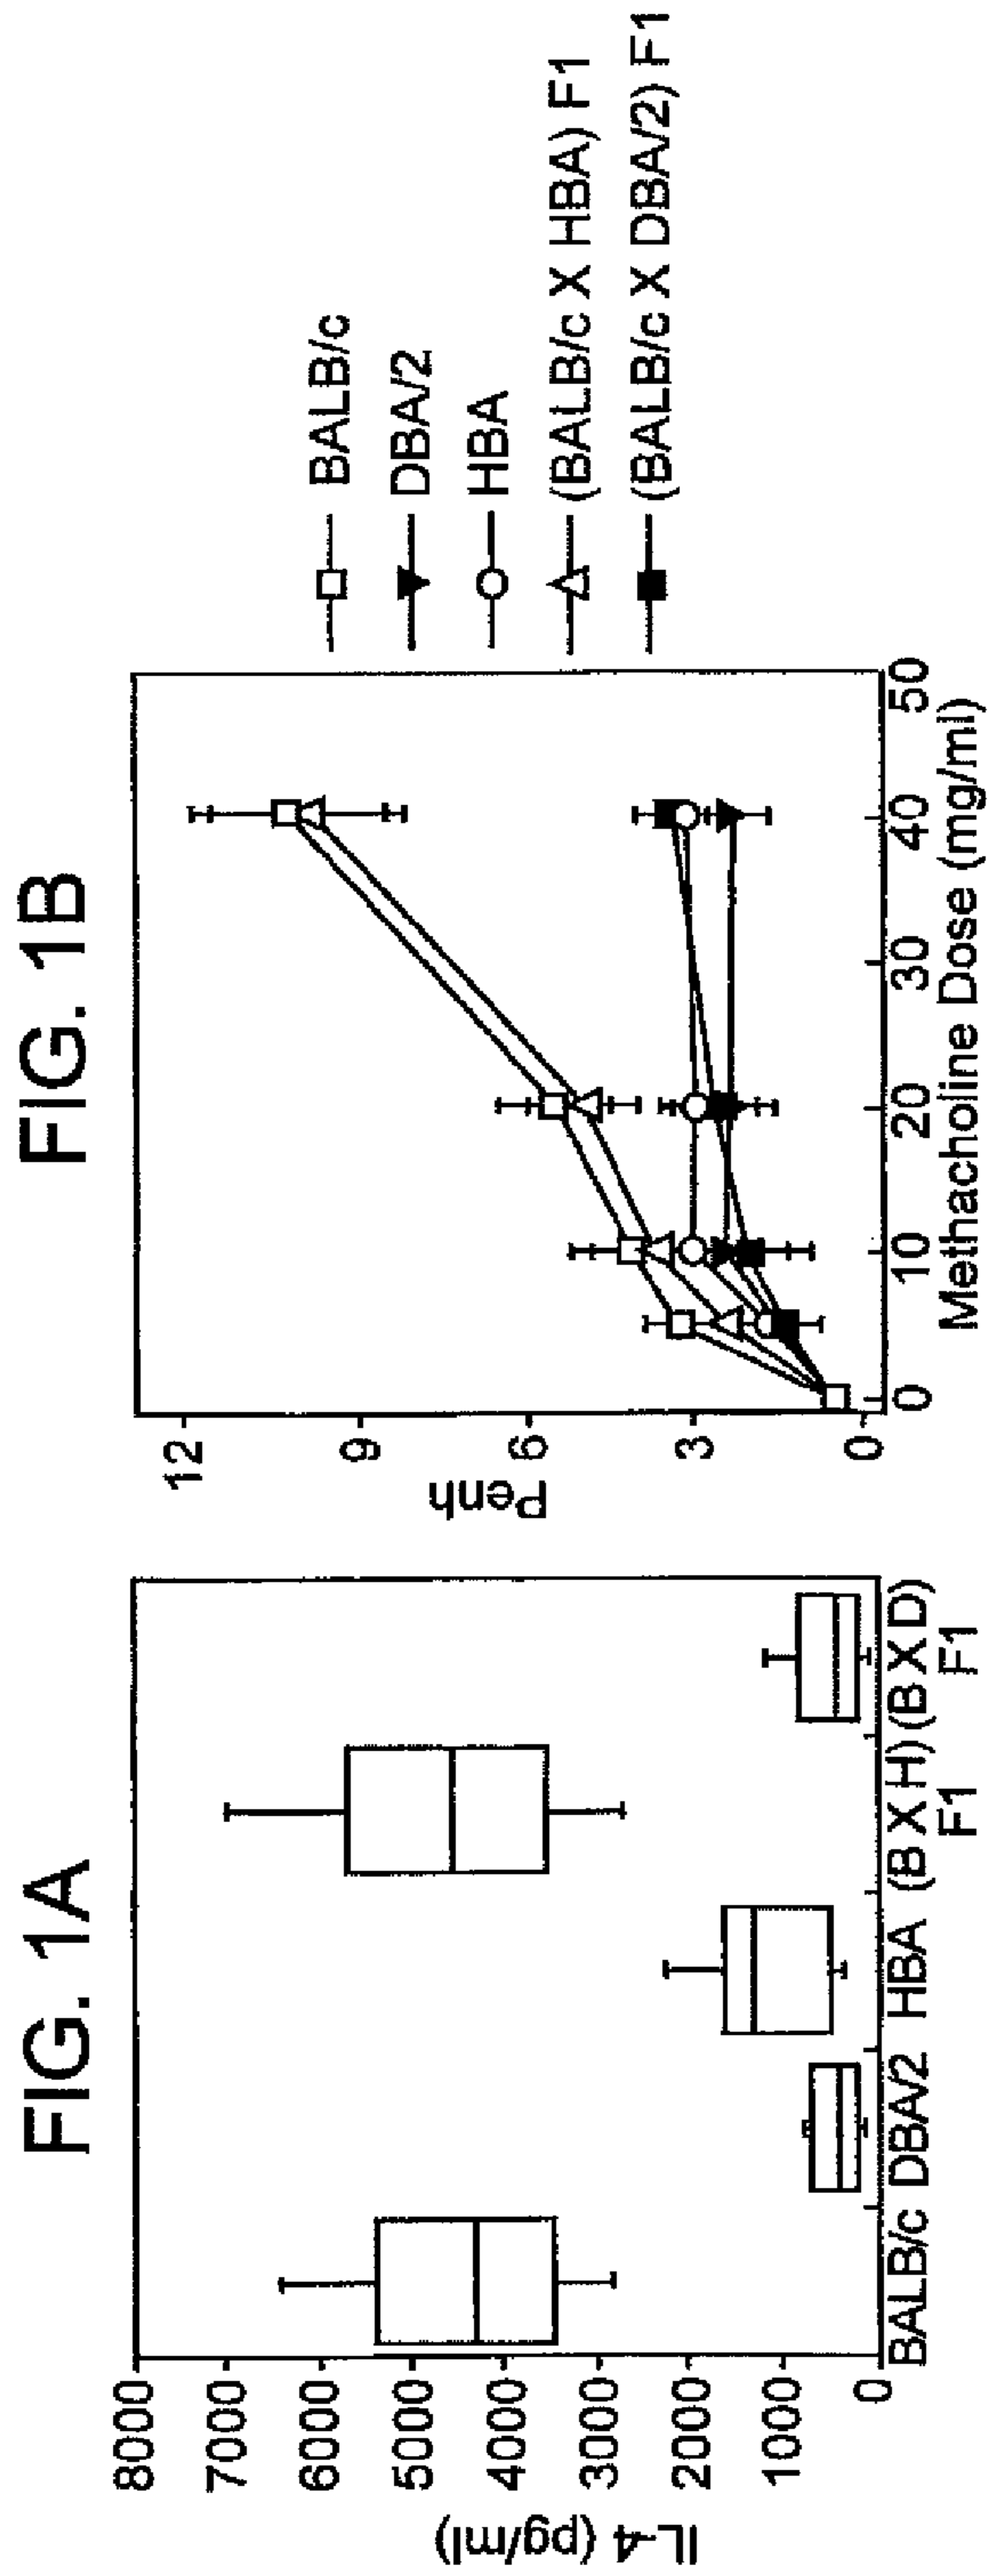 FIG. 1A
IL-4 (pg/ml)
8000
7000
6000
5000
4000
3000
2000
1000
0
BALB/c DBA/2 HBA (B X H) (B X D)
F1 F1
FIG. 1B
Penh
12
9
6
3
0
0 10 20 30 40 50
Methacholine Dose (mg/ml)
BALB/c
DBA/2
HBA
(BALB/c X HBA) F1
(BALB/c X DBA/2) F1